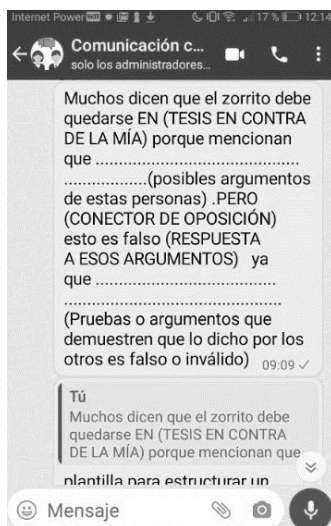 Internet Power 17 % 12:14
Comunicación c...
solo los administradores...
Muchos dicen que el zorrito debe
quedarse EN (TESIS EN CONTRA
DE LA MÍA) porque mencionan
que ..........................................
..................(posibles argumentos
de estas personas) .PERO
(CONECTOR DE OPOSICIÓN)
esto es falso (RESPUESTA
A ESOS ARGUMENTOS) ya
que .....................................
............................................
(Pruebas o argumentos que
demuestren que lo dicho por los
otros es falso o inválido) 09:09
Tú
Muchos dicen que el zorrito debe
quedarse EN (TESIS EN CONTRA
DE LA MÍA) porque mencionan que
plantilla para estructurar un
Mensaje